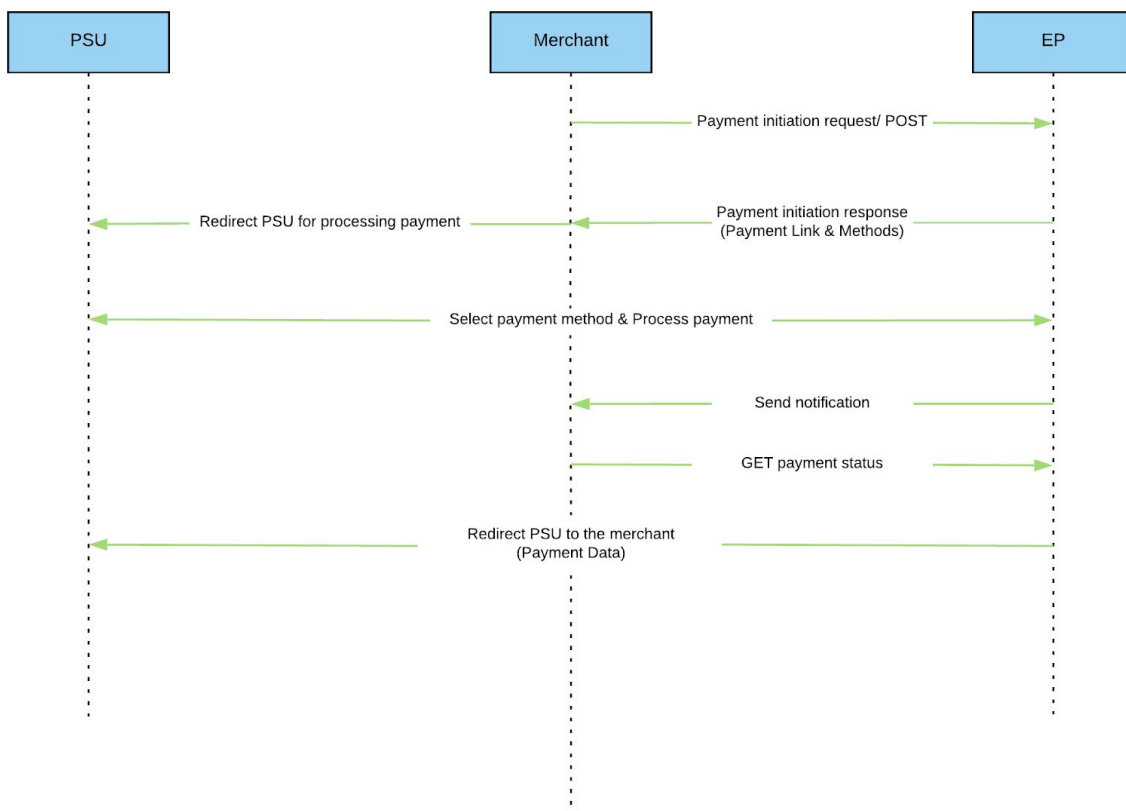 PSU
Merchant
EP
Payment initiation request/ POST
Redirect PSU for processing payment
Payment initiation response
(Payment Link & Methods)
Select payment method & Process payment
Send notification
GET payment status
Redirect PSU to the merchant
(Payment Data)